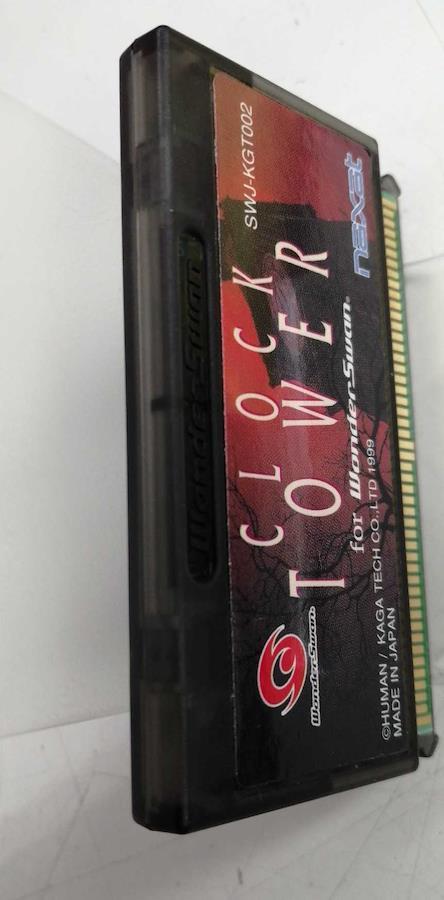 WonderSwan
SWJ-KGT002
naxat
CLOCK
TOWER
for WonderSwan®
WonderSwan
©HUMAN / KAGA TECH CO.,LTD 1999
MADE IN JAPAN